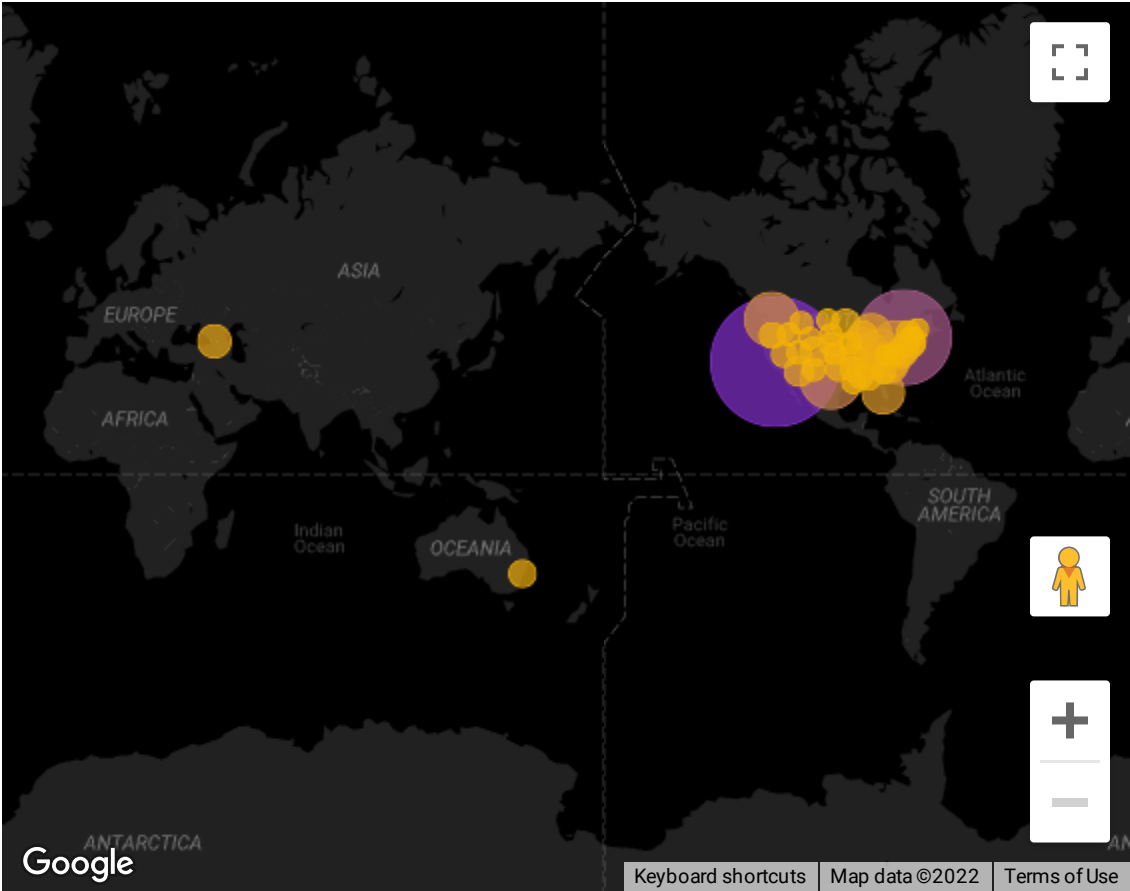 ASIA
EUROPE
AFRICA
Atlantic
Ocean
SOUTH
AMERICA
Indian
Ocean
OCEANIA
Pacific
Ocean
ANTARCTICA
AN
Google
Keyboard shortcuts
Map data ©2022
Terms of Use